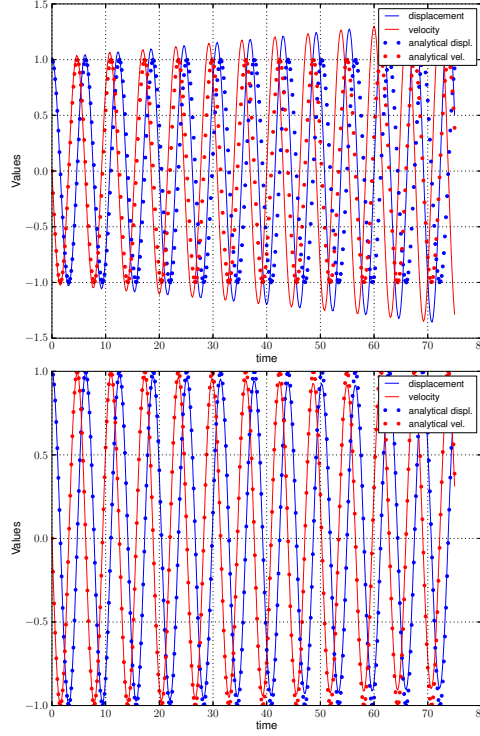 1.5
displacement
velocity
analytical displ.
analytical vel.
1.0
0.5
0.0
−0.5
−1.0
−1.5
Values
0 10 20 30 40 50 60 70 80
time
1.0
displacement
velocity
analytical displ.
analytical vel.
0.5
0.0
−0.5
−1.0
Values
0 10 20 30 40 50 60 70 80
time